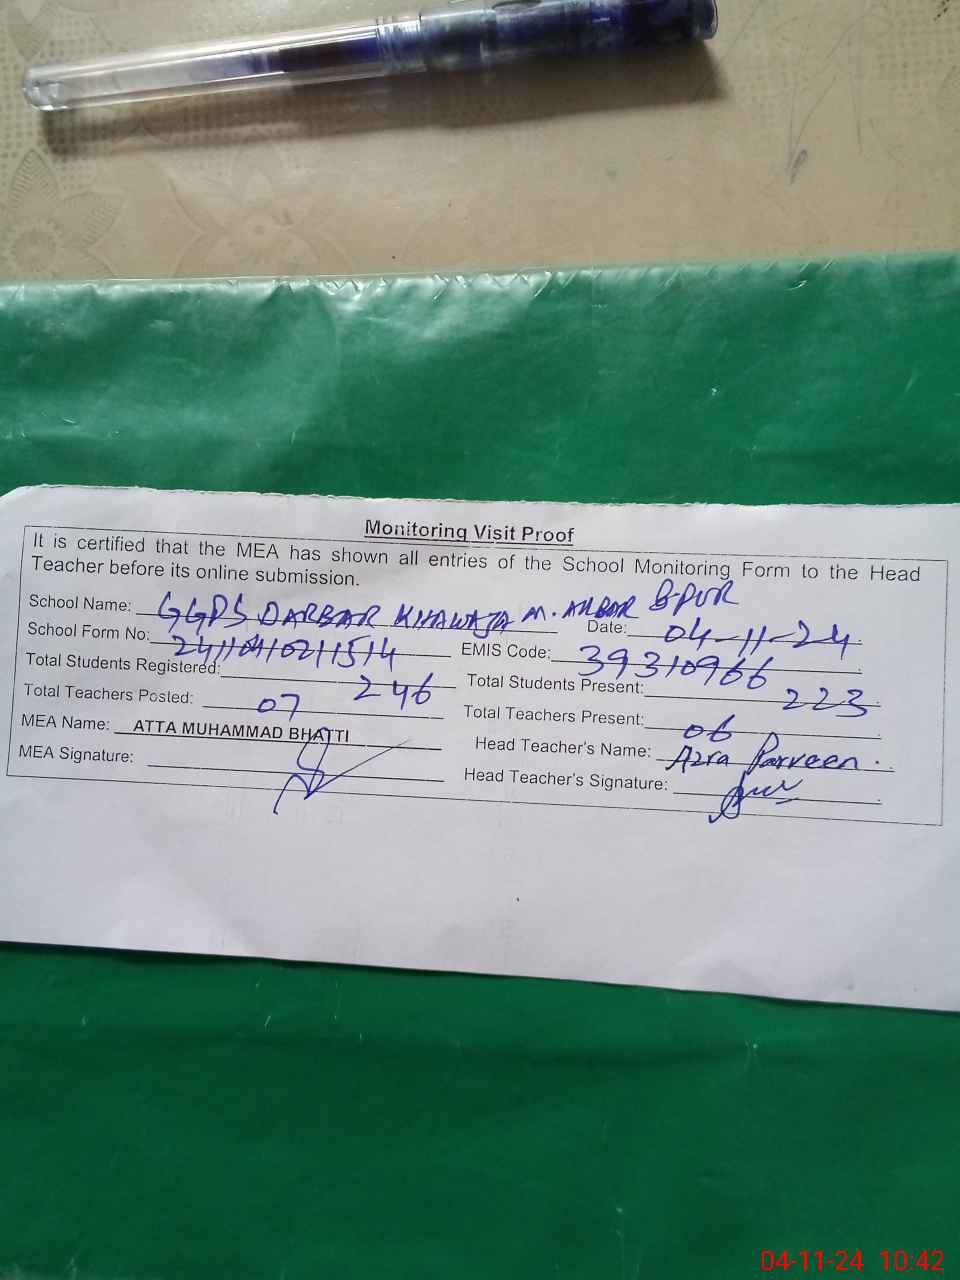 Monitoring Visit Proof
It is certified that the MEA has shown all entries of the School Monitoring Form to the Head
Teacher before its online submission.
School Name: GGPS DARBAR KHAWAJA M. AKBAR B-PUR
Date: 04-11-24
School Form No: 24110410211514
EMIS Code: 39310966
Total Students Registered: 246
Total Students Present: 223
Total Teachers Posted: 07
Total Teachers Present: 06
MEA Name: ATTA MUHAMMAD BHATTI
Head Teacher's Name: Azra Parveen.
MEA Signature:
Head Teacher's Signature:
04-11-24 10:42